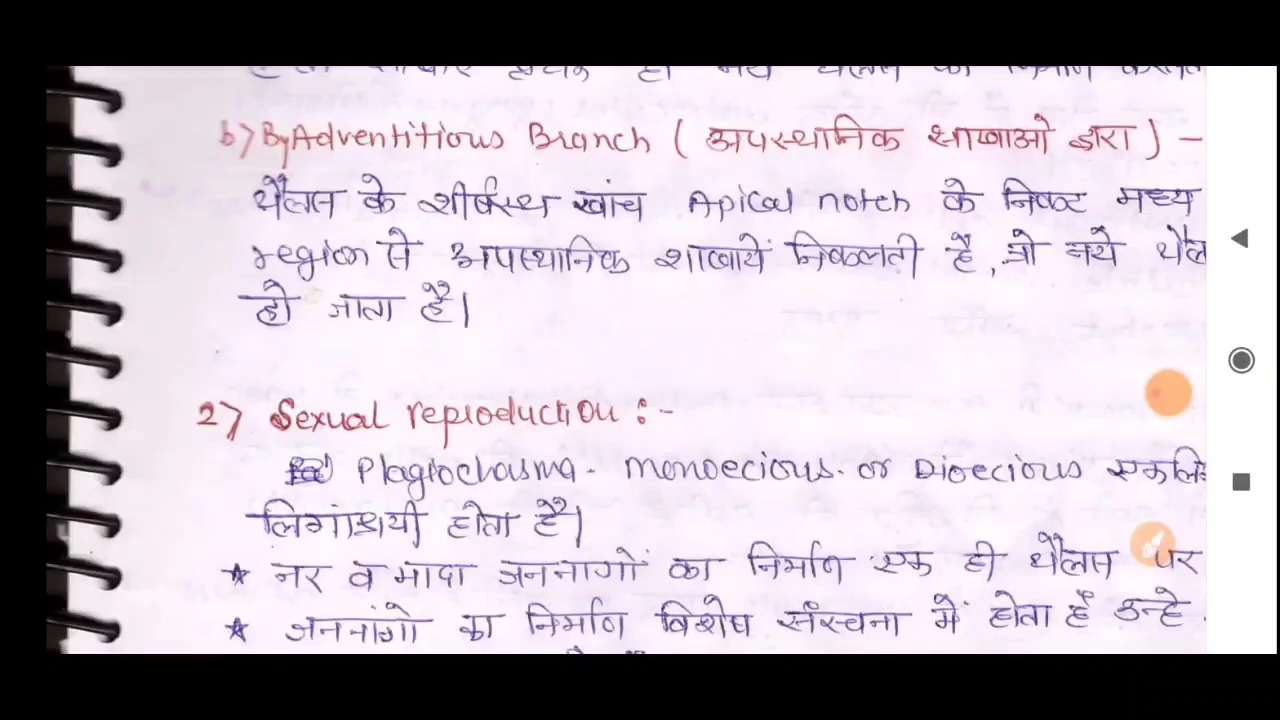 b) By Adventitious Branch ( अपस्थानिक शाखाओ द्वारा ) –
थैलस के शीर्षस्थ खांच Apical notch के निकट मध्य
region से अपस्थानिक शाखायें निकलती है, जो नये थैल
हो जाता है।
2) Sexual reproduction :-
Plagiochasma - monoecious or Dioecious एकलि
लिगांश्रयी होता है।
★ नर व मादा जननागों का निर्माण एक ही थैलस पर
★ जननांगो का निर्माण विशेष संरचना में होता है उन्हे